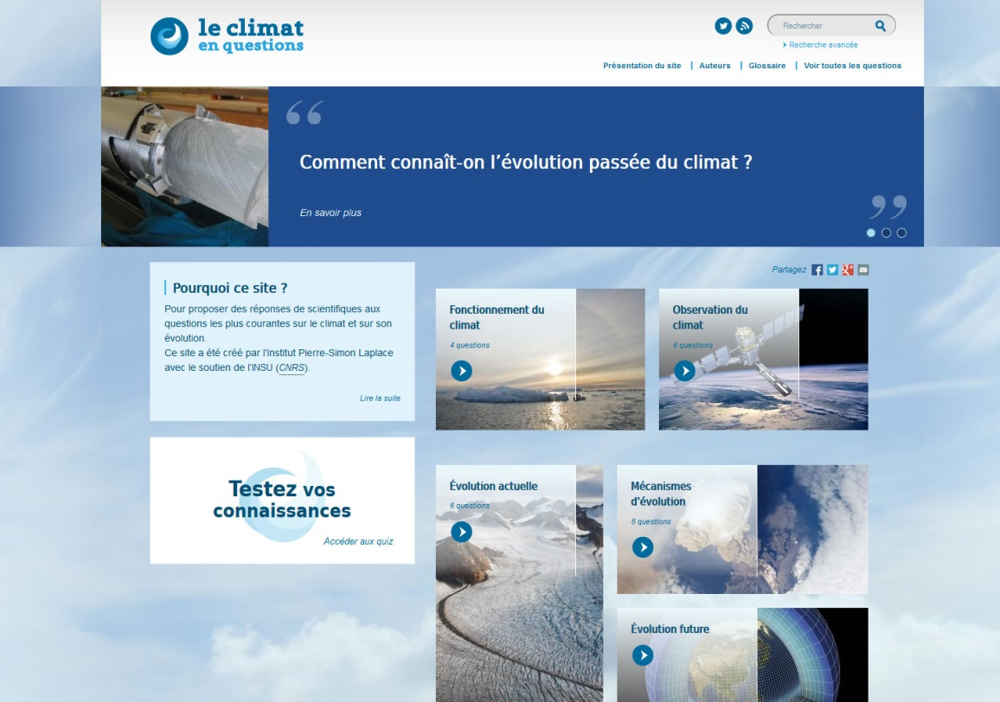 le climat
en questions
Rechercher
Recherche avancée
Présentation du site | Auteurs | Glossaire | Voir toutes les questions
“
Comment connaît-on l’évolution passée du climat ?
En savoir plus
”
Pourquoi ce site ?
Pour proposer des réponses de scientifiques aux
questions les plus courantes sur le climat et sur son
évolution.
Ce site a été créé par l'Institut Pierre-Simon Laplace
avec le soutien de l'INSU (CNRS).
Lire la suite
Testez vos
connaissances
Accéder aux quiz
Partagez
Fonctionnement du
climat
4 questions
Observation du
climat
6 questions
Évolution actuelle
6 questions
Mécanismes
d'évolution
8 questions
Évolution future